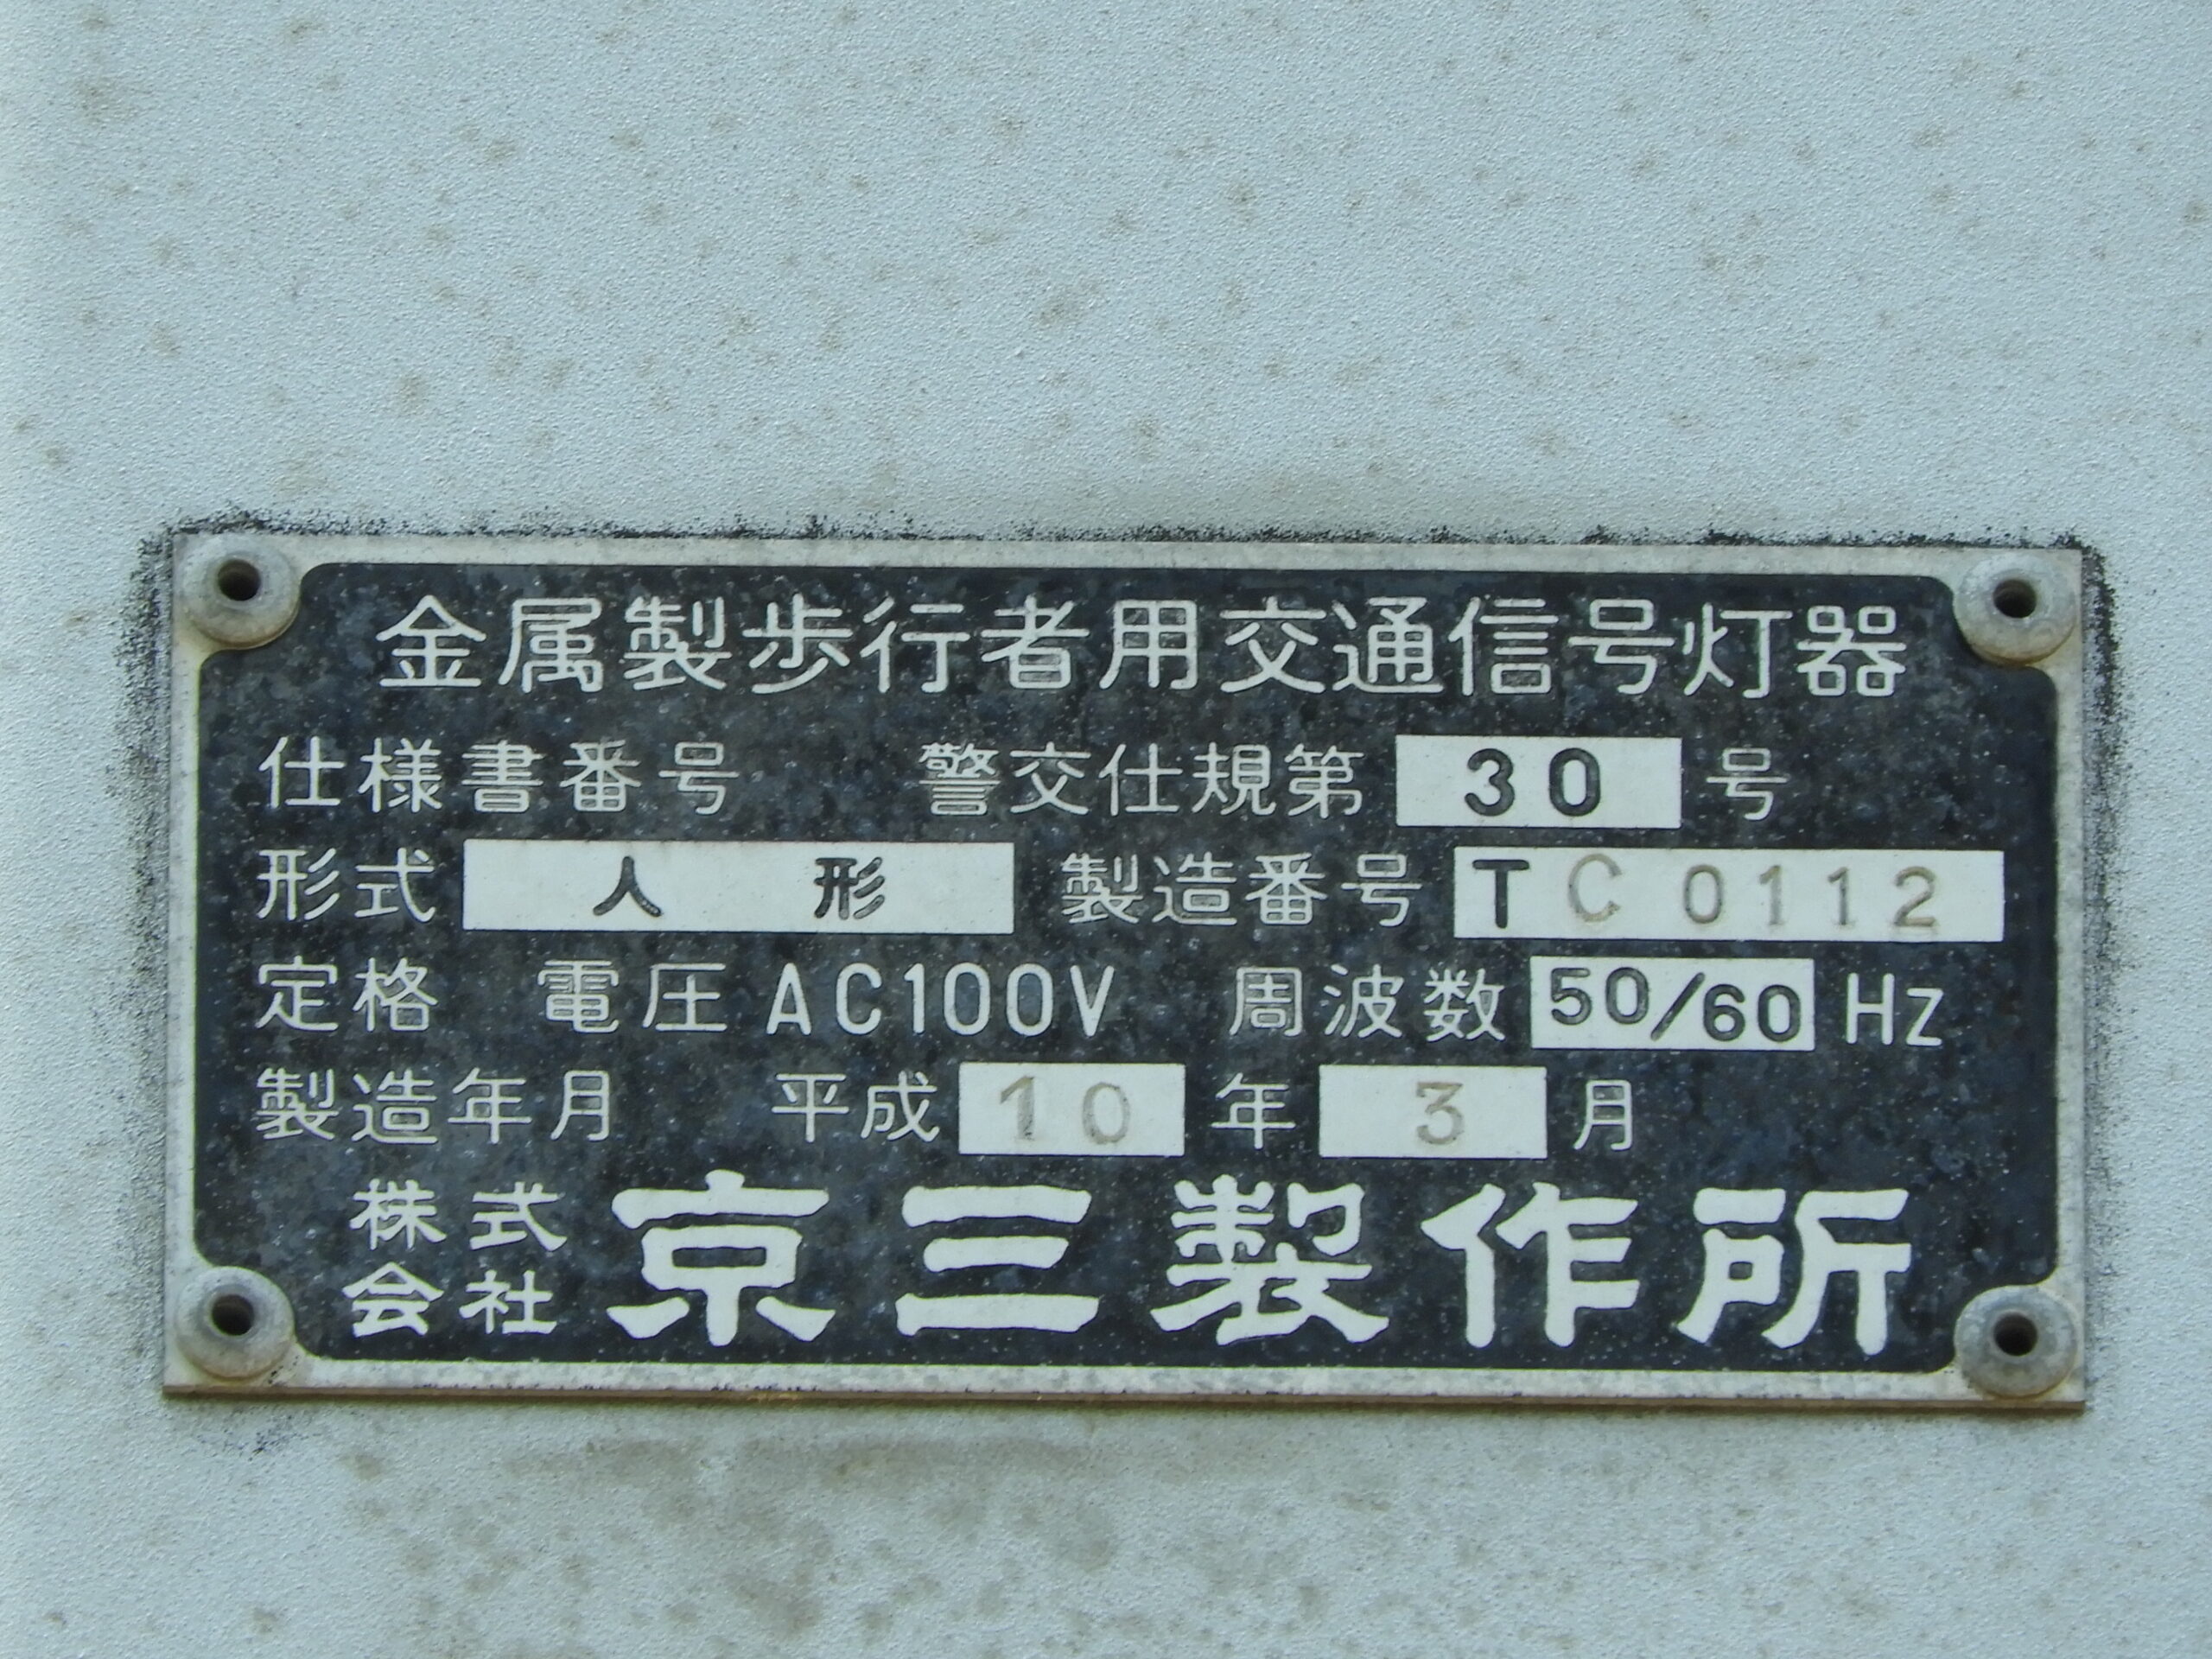 金属製歩行者用交通信号灯器
仕様書番号 警交仕規第 30 号
形式 人形 製造番号 TC0112
定格 電圧 AC100V 周波数 50/60 Hz
製造年月 平成 10 年 3 月
株式会社 京三製作所